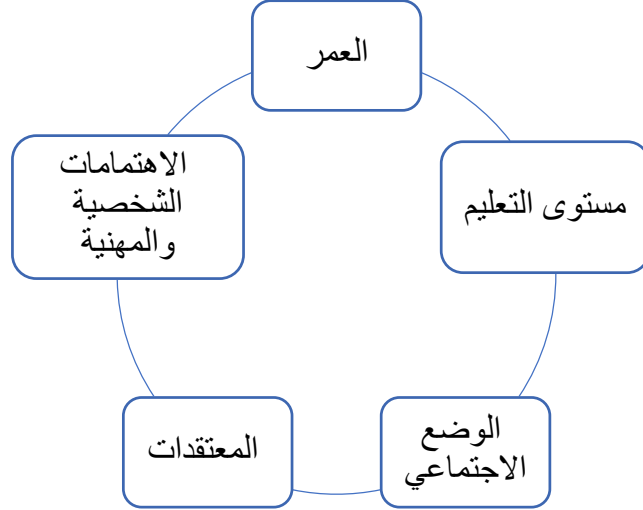 العمر
مستوى التعليم
الوضع
الاجتماعي
المعتقدات
الاهتمامات
الشخصية
والمهنية